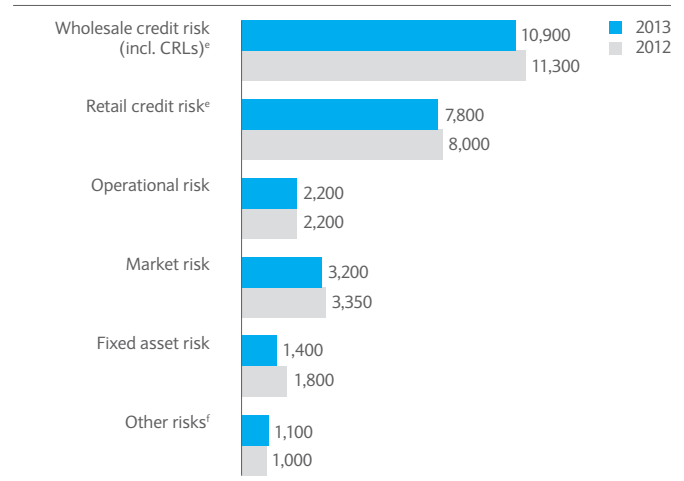 2013
2012
Wholesale credit risk
(incl. CRLs)ᵉ
10,900
11,300
Retail credit riskᵉ
7,800
8,000
Operational risk
2,200
2,200
Market risk
3,200
3,350
Fixed asset risk
1,400
1,800
Other risksᶠ
1,100
1,000